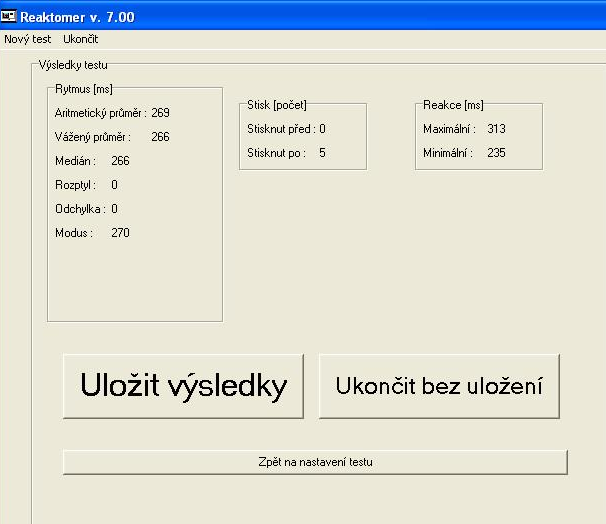 Reaktomer v. 7.00
Nový test Ukončit
Výsledky testu
Rytmus [ms]
Aritmetický průměr : 269
Vážený průměr : 266
Medián : 266
Rozptyl : 0
Odchylka : 0
Modus : 270
Stisk [počet]
Stisknut před : 0
Stisknut po : 5
Reakce [ms]
Maximální : 313
Minimální : 235
Uložit výsledky
Ukončit bez uložení
Zpět na nastavení testu